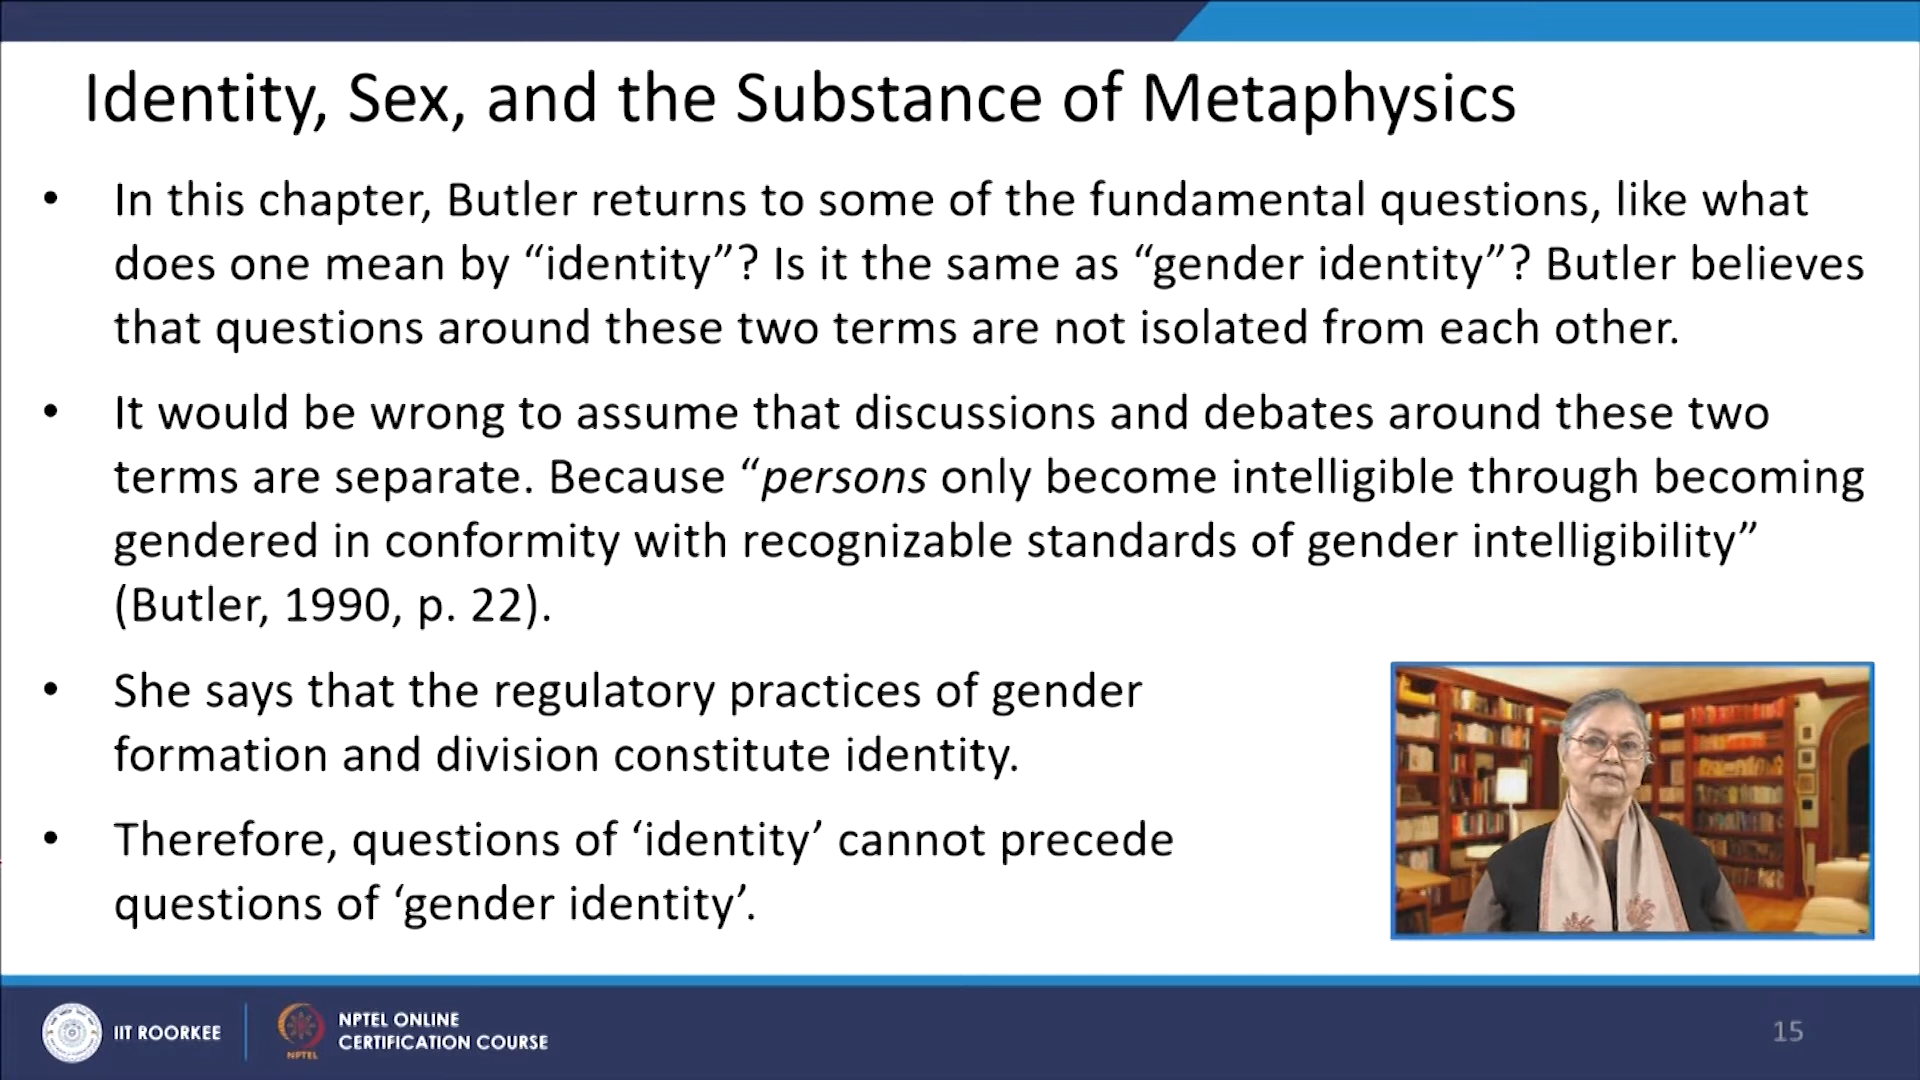 Identity, Sex, and the Substance of Metaphysics
• In this chapter, Butler returns to some of the fundamental questions, like what
does one mean by “identity”? Is it the same as “gender identity”? Butler believes
that questions around these two terms are not isolated from each other.
• It would be wrong to assume that discussions and debates around these two
terms are separate. Because “persons only become intelligible through becoming
gendered in conformity with recognizable standards of gender intelligibility”
(Butler, 1990, p. 22).
• She says that the regulatory practices of gender
formation and division constitute identity.
• Therefore, questions of ‘identity’ cannot precede
questions of ‘gender identity’.
IIT ROORKEE
NPTEL
NPTEL ONLINE
CERTIFICATION COURSE
15